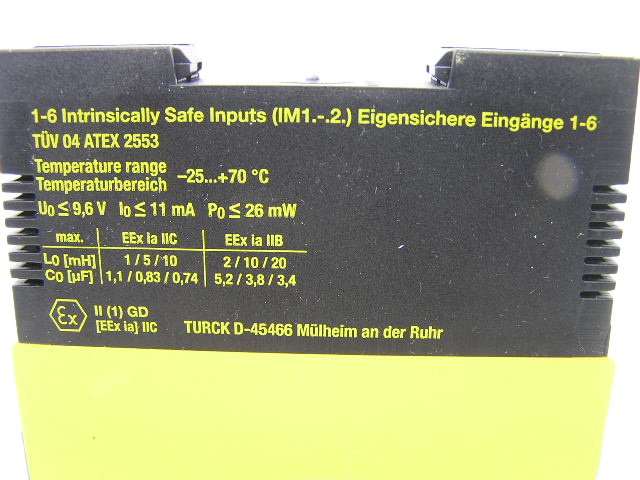 1-6 Intrinsically Safe Inputs (IM1.-.2.) Eigensichere Eingänge 1-6
TÜV 04 ATEX 2553
Temperature range
Temperaturbereich –25...+70 °C
U0 ≤ 9,6 V I0 ≤ 11 mA P0 ≤ 26 mW
max. EEx ia IIC EEx ia IIB
L0 [mH] 1 / 5 / 10 2 / 10 / 20
C0 [µF] 1,1 / 0,83 / 0,74 5,2 / 3,8 / 3,4
Ex II (1) GD
[EEx ia] IIC TURCK D-45466 Mülheim an der Ruhr